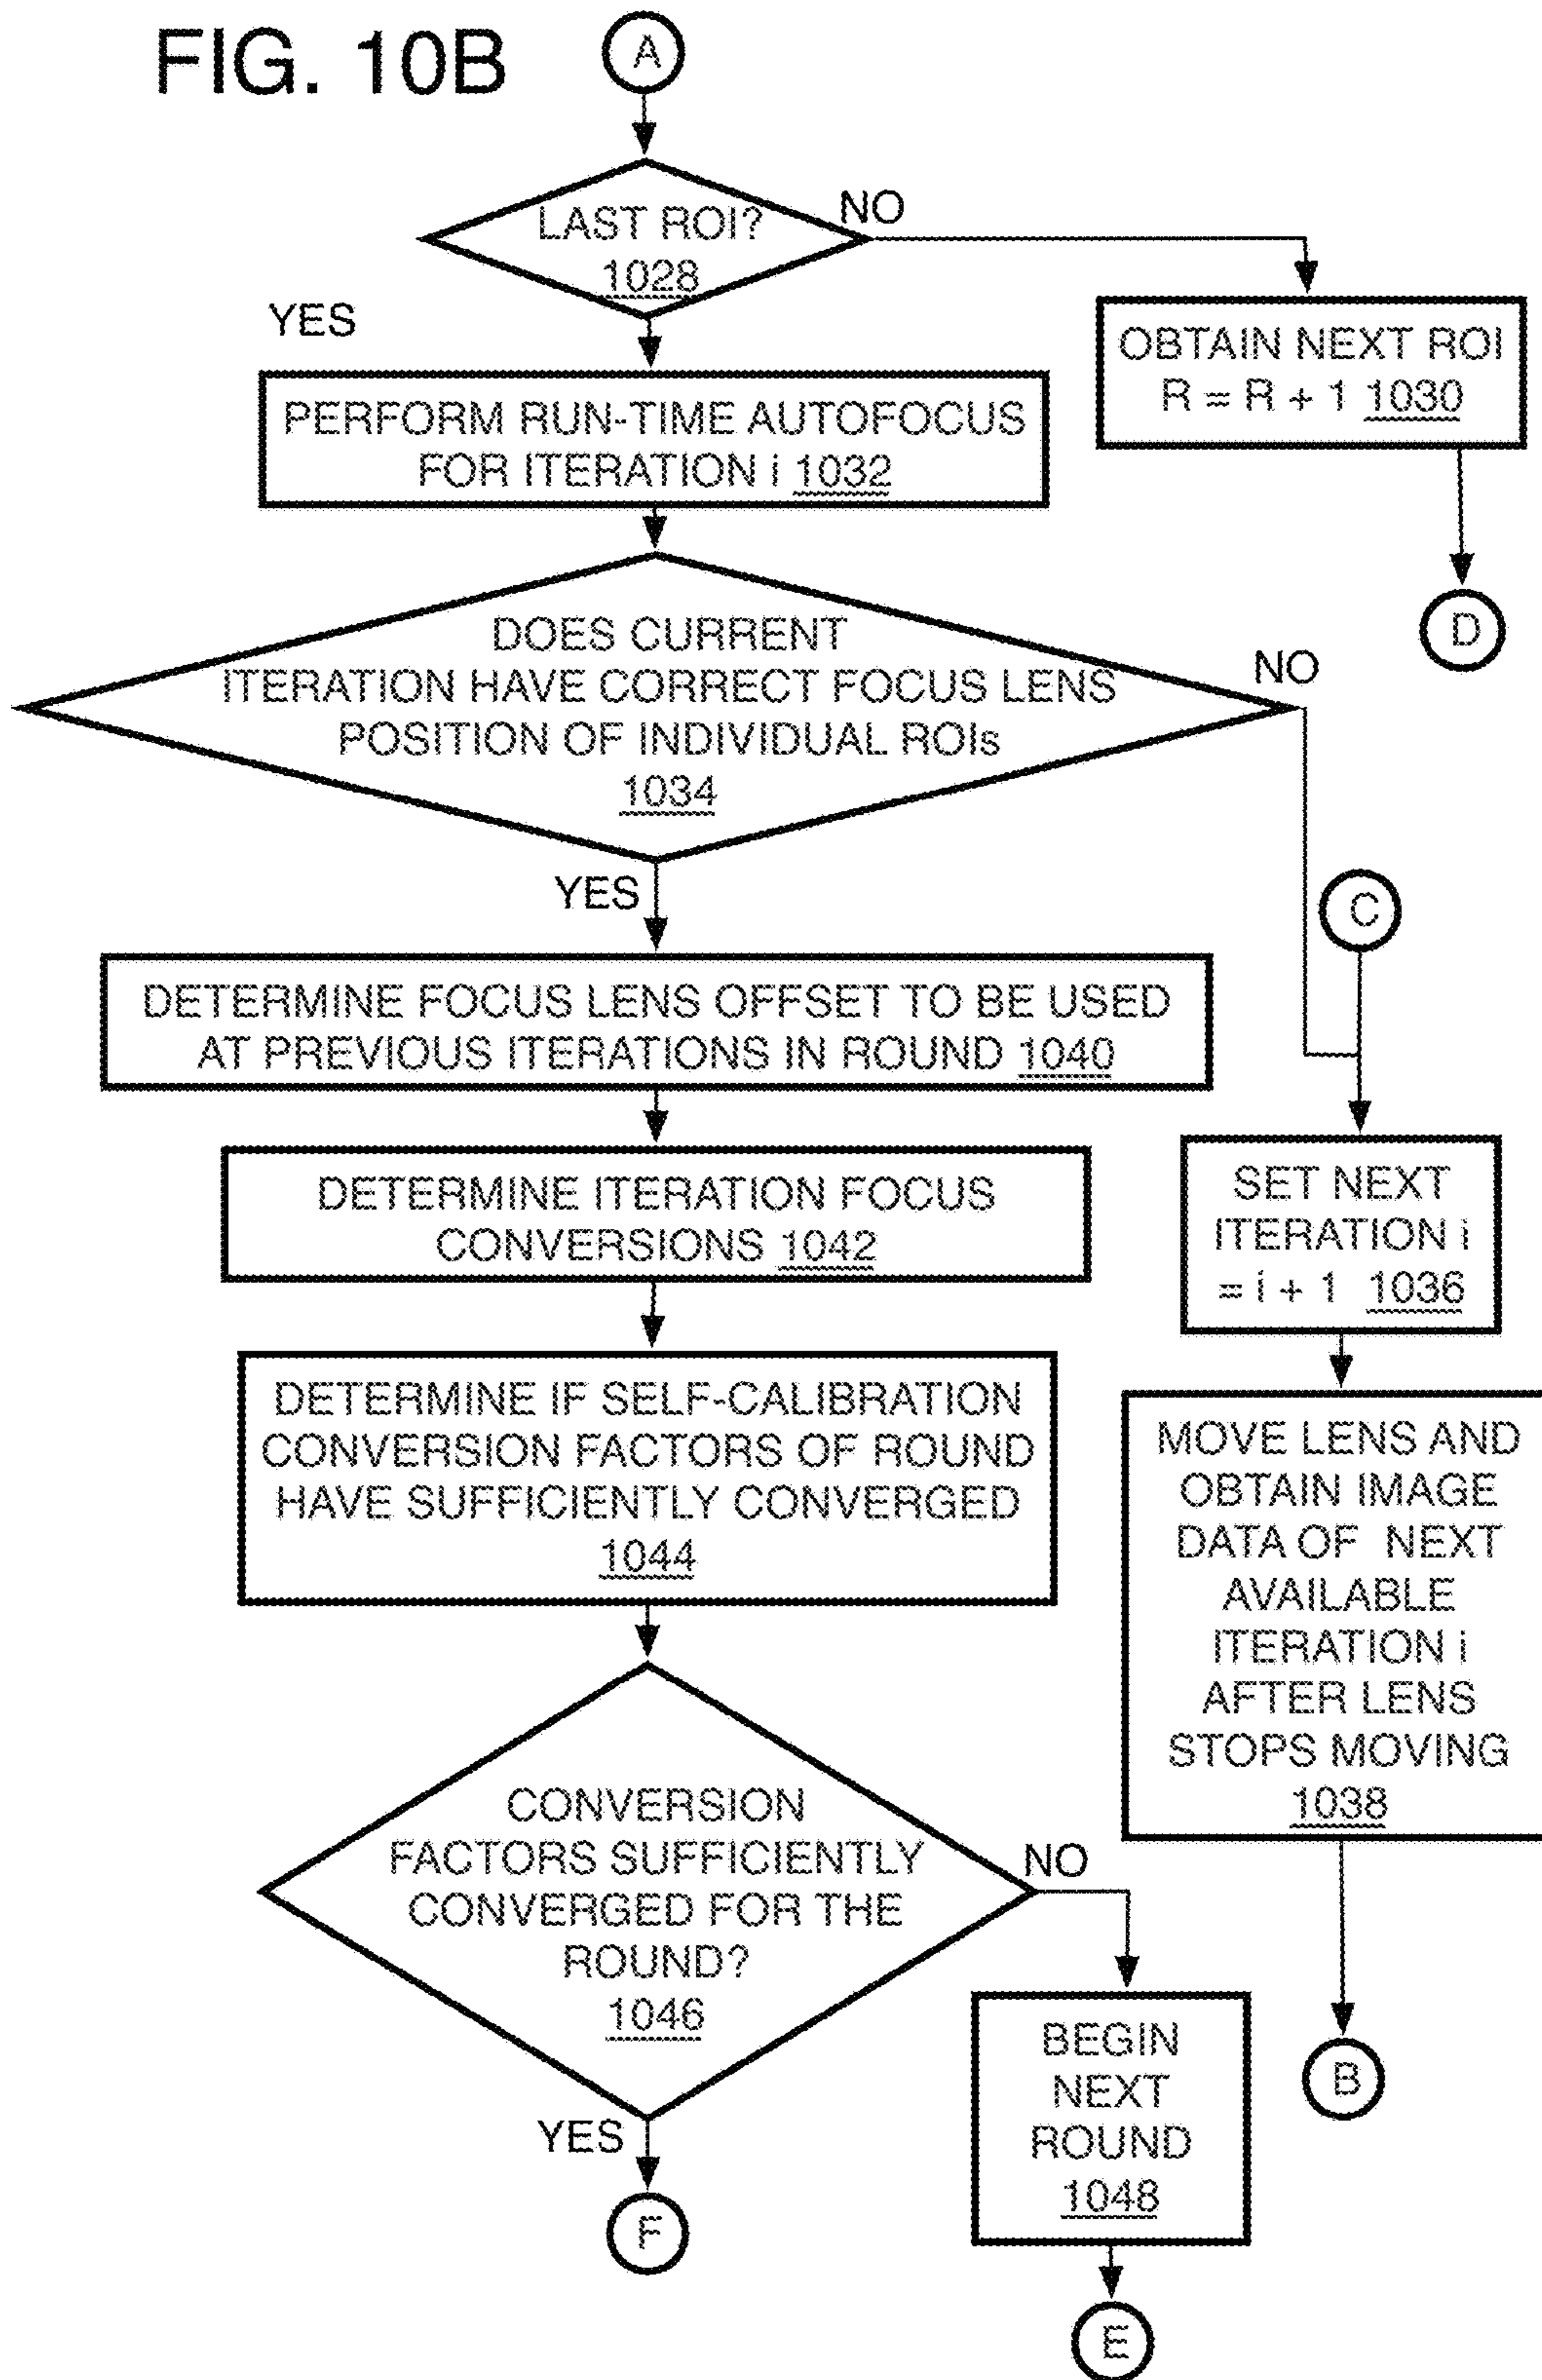 FIG. 10B
A
LAST ROI?
1028
NO
YES
OBTAIN NEXT ROI
R = R + 1 1030
PERFORM RUN-TIME AUTOFOCUS
FOR ITERATION i 1032
D
DOES CURRENT
ITERATION HAVE CORRECT FOCUS LENS
POSITION OF INDIVIDUAL ROIs
1034
NO
YES
C
DETERMINE FOCUS LENS OFFSET TO BE USED
AT PREVIOUS ITERATIONS IN ROUND 1040
DETERMINE ITERATION FOCUS
CONVERSIONS 1042
SET NEXT
ITERATION i
= i + 1 1036
DETERMINE IF SELF-CALIBRATION
CONVERSION FACTORS OF ROUND
HAVE SUFFICIENTLY CONVERGED
1044
MOVE LENS AND
OBTAIN IMAGE
DATA OF NEXT
AVAILABLE
ITERATION i
AFTER LENS
STOPS MOVING
1038
CONVERSION
FACTORS SUFFICIENTLY
CONVERGED FOR THE
ROUND?
1046
NO
YES
BEGIN
NEXT
ROUND
1048
B
F
E